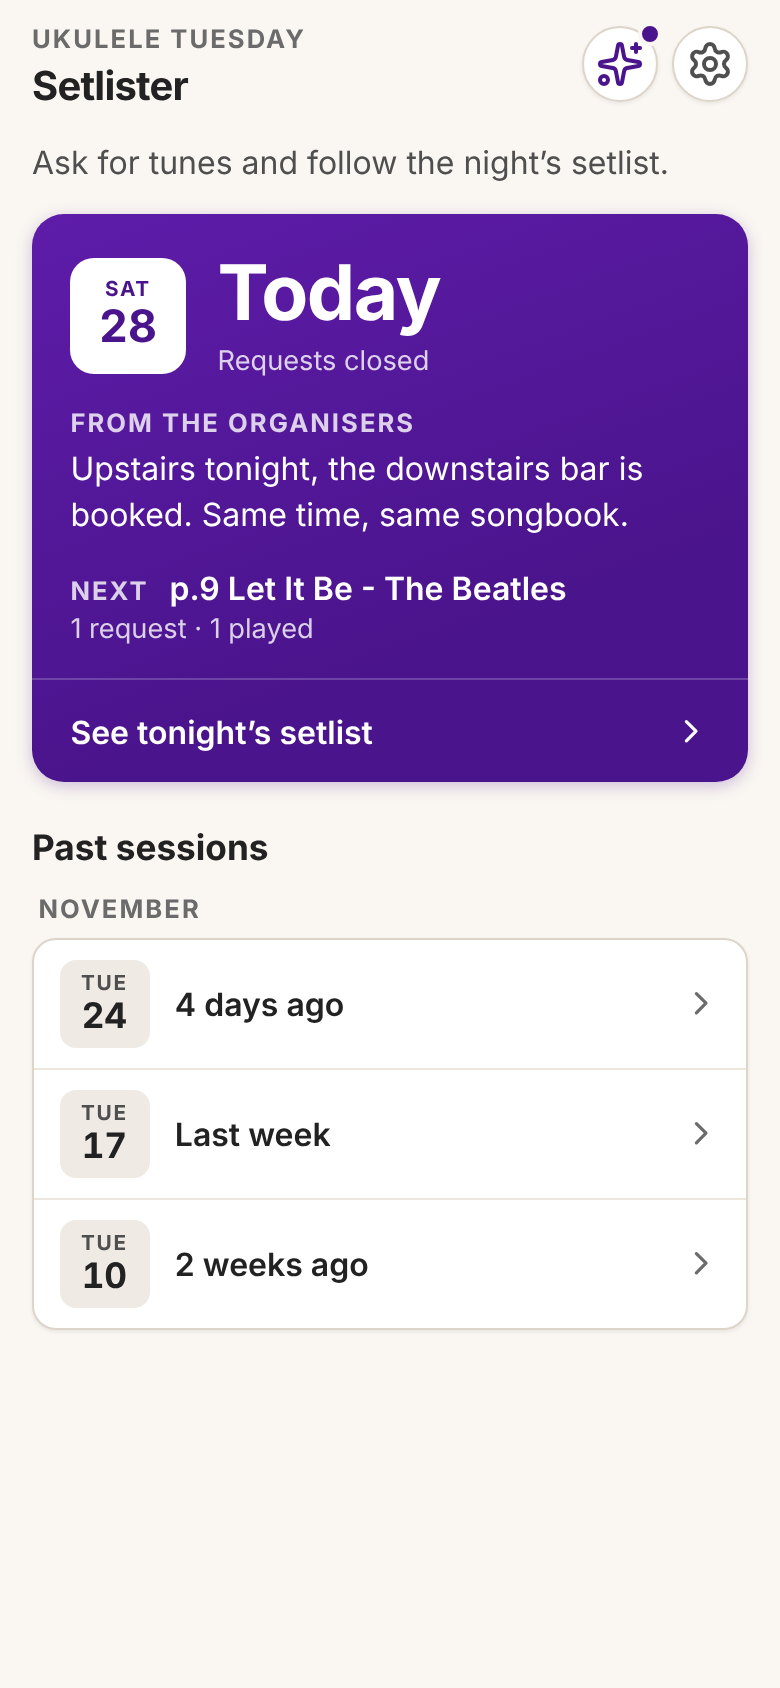 UKULELE TUESDAY
Setlister
Ask for tunes and follow the night’s setlist.
SAT
28
Today
Requests closed
FROM THE ORGANISERS
Upstairs tonight, the downstairs bar is
booked. Same time, same songbook.
NEXT p.9 Let It Be - The Beatles
1 request · 1 played
See tonight’s setlist
Past sessions
NOVEMBER
TUE
24
4 days ago
TUE
17
Last week
TUE
10
2 weeks ago